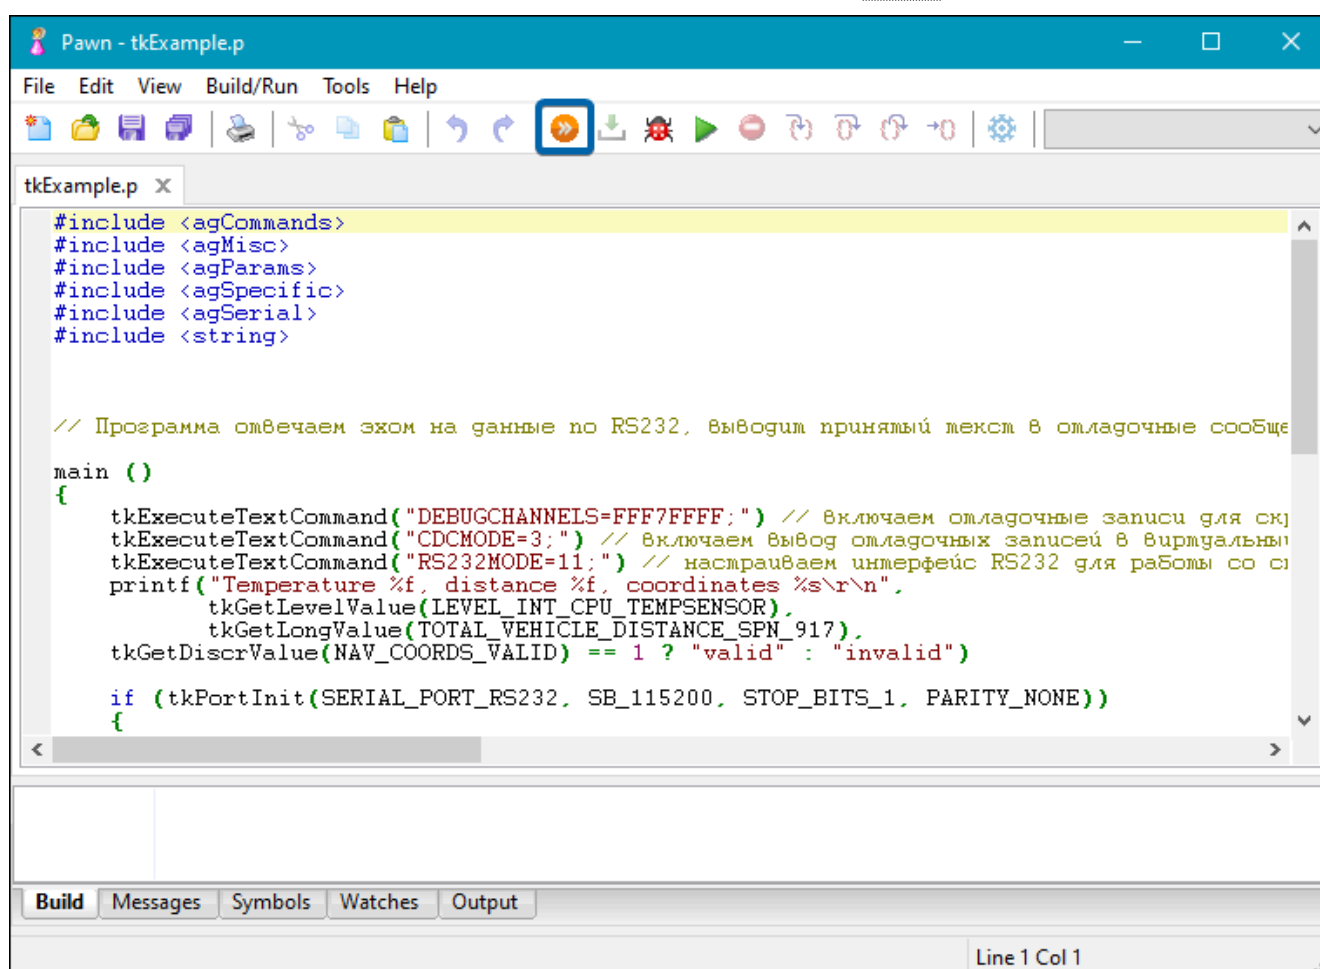 Pawn - tkExample.p
File Edit View Build/Run Tools Help
tkExample.p
#include <agCommands>
#include <agMisc>
#include <agParams>
#include <agSpecific>
#include <agSerial>
#include <string>
// Программа отвечаем эхом на данные по RS232, выводит принятый текст в отладочные сообще
main ()
{
tkExecuteTextCommand("DEBUGCHANNELS=FFF7FFFF;") // включаем отладочные записи для
tkExecuteTextCommand("CDCMODE=3;") // включаем вывод отладочных записей в виртуальны
tkExecuteTextCommand("RS232MODE=11;") // настраиваем интерфейс RS232 для работы со
printf("Temperature %f, distance %f, coordinates %s\r\n",
tkGetLevelValue(LEVEL_INT_CPU_TEMPSENSOR),
tkGetLongValue(TOTAL_VEHICLE_DISTANCE_SPN_917),
tkGetDiscrValue(NAV_COORDS_VALID) == 1 ? "valid" : "invalid")
if (tkPortInit(SERIAL_PORT_RS232, SB_115200, STOP_BITS_1, PARITY_NONE))
{
Build Messages Symbols Watches Output
Line 1 Col 1